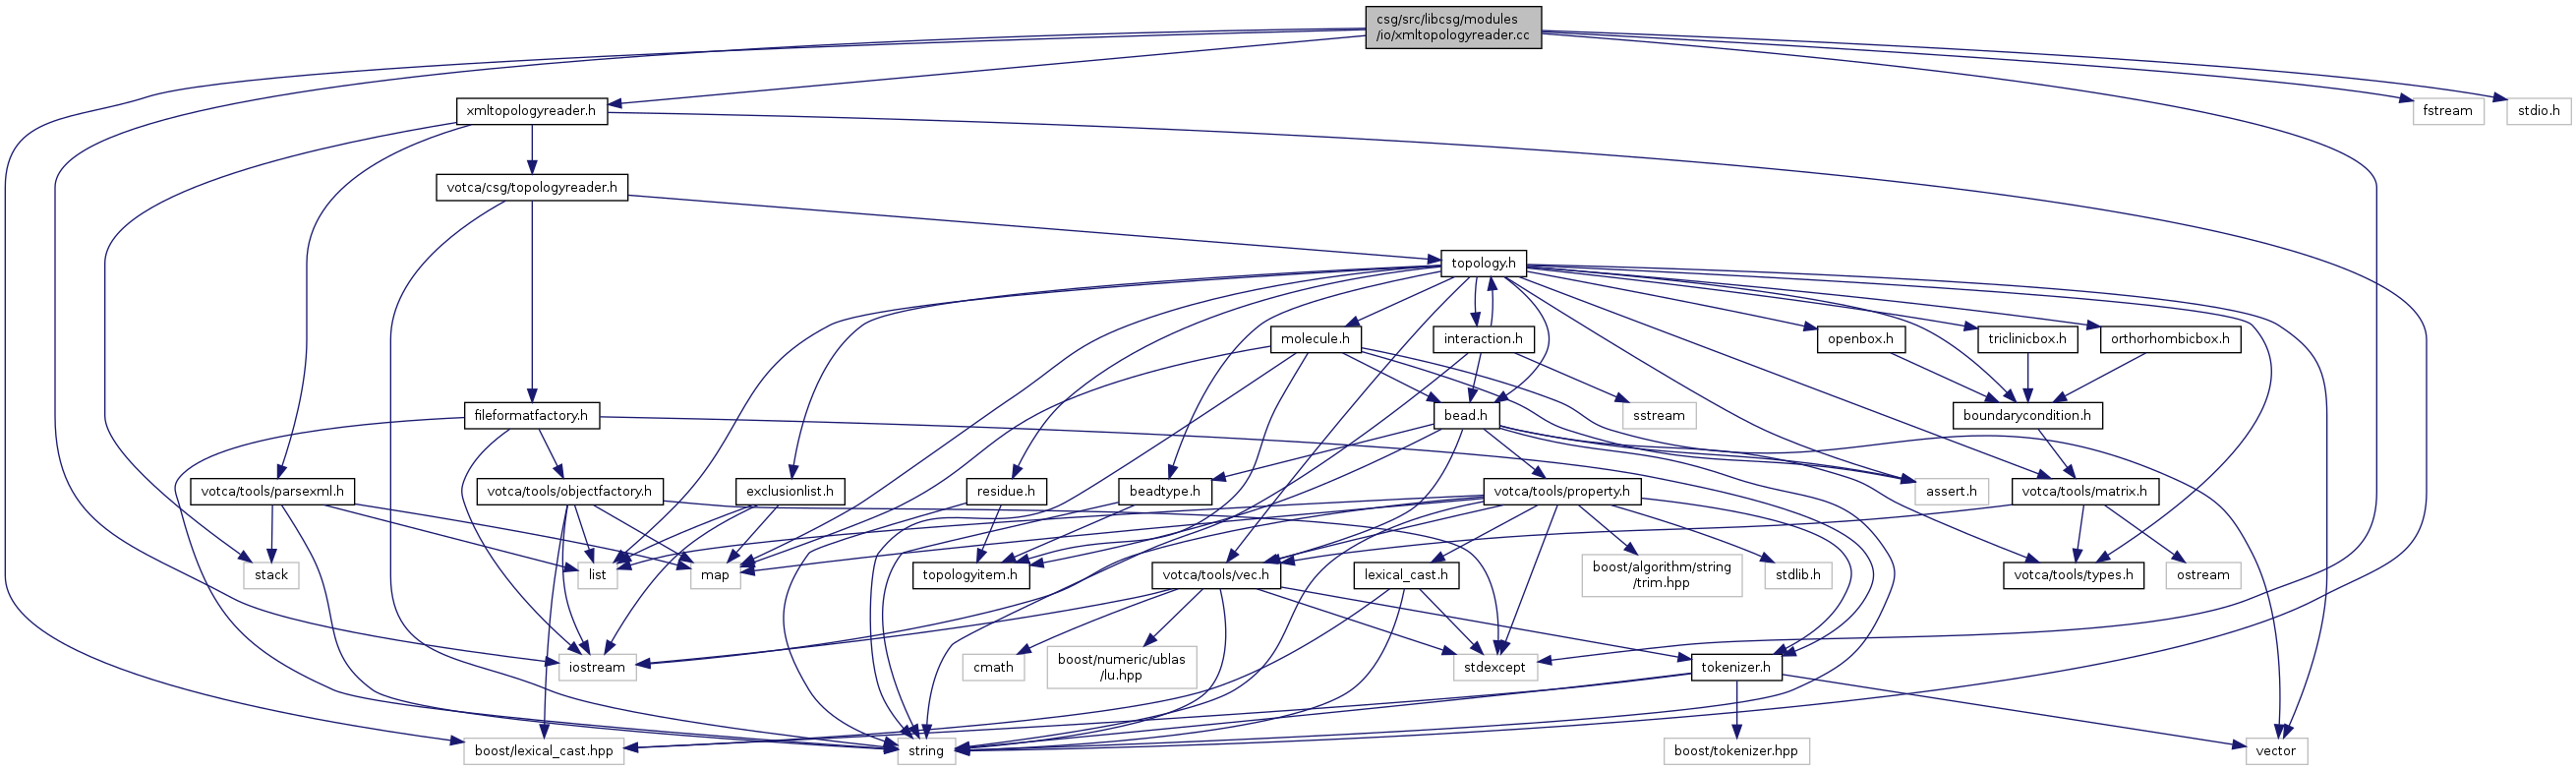 csg/src/libcsg/modules
/io/xmltopologyreader.cc
xmltopologyreader.h
fstream
stdio.h
votca/csg/topologyreader.h
topology.h
molecule.h
interaction.h
openbox.h
triclinicbox.h
orthorhombicbox.h
fileformatfactory.h
sstream
bead.h
boundarycondition.h
votca/tools/parsexml.h
votca/tools/objectfactory.h
exclusionlist.h
residue.h
beadtype.h
votca/tools/property.h
assert.h
votca/tools/matrix.h
stack
list
map
topologyitem.h
votca/tools/vec.h
lexical_cast.h
boost/algorithm/string
/trim.hpp
stdlib.h
votca/tools/types.h
ostream
iostream
cmath
boost/numeric/ublas
/lu.hpp
stdexcept
tokenizer.h
boost/lexical_cast.hpp
string
boost/tokenizer.hpp
vector